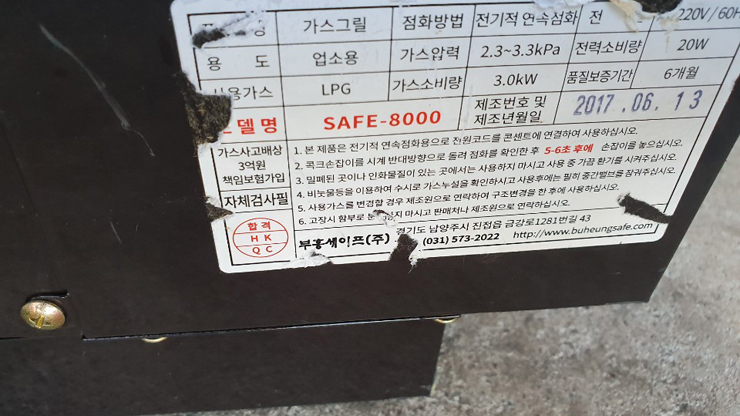 가스그릴 점화방법 전기적 연속점화 전 220V / 60H
용 도 업소용 가스압력 2.3~3.3kPa 전력소비량 20W
사용가스 LPG 가스소비량 3.0kW 품질보증기간 6개월
모델명 SAFE-8000 제조번호 및 제조년월일 2017.06.13
가스사고배상
3억원
책임보험가입
자체검사필
합격
HK
QC
1. 본 제품은 전기적 연속점화용으로 전원코드를 콘센트에 연결하여 사용하십시오.
2. 콕크손잡이를 시계 반대방향으로 돌려 점화를 확인한 후 5-6초 후에 손잡이를 놓으십시오.
3. 밀폐된 곳이나 인화물질이 있는 곳에서는 사용하지 마시고 사용 중 가끔 환기를 시켜주십시오.
4. 비눗물등을 이용하여 수시로 가스누설을 확인하시고 사용후에는 필히 중간밸브를 잠궈주십시오.
5. 사용가스를 변경할 경우 제조원으로 연락하여 구조변경을 한 후에 사용하십시오.
6. 고장시 함부로 분 지 마시고 판매처나 제조원으로 연락하십시오.
부흥세이프(주) 경기도 남양주시 진접읍 금강로1281번길 43
(031) 573-2022 http://www.buheungsafe.com